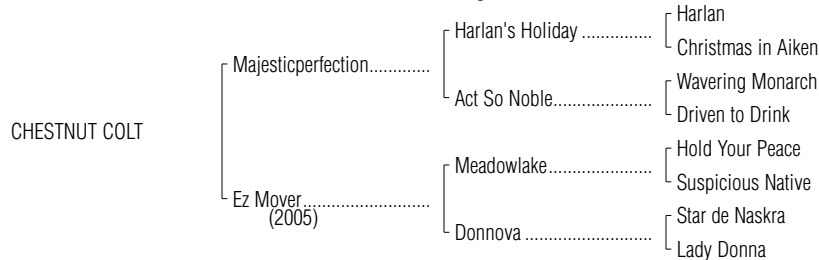 Harlan
Harlan's Holiday ...............
Christmas in Aiken
Majesticperfection.............
Wavering Monarch
Act So Noble.....................
Driven to Drink
CHESTNUT COLT
Hold Your Peace
Meadowlake......................
Suspicious Native
Ez Mover...........................
(2005)
Star de Naskra
Donnova ...........................
Lady Donna